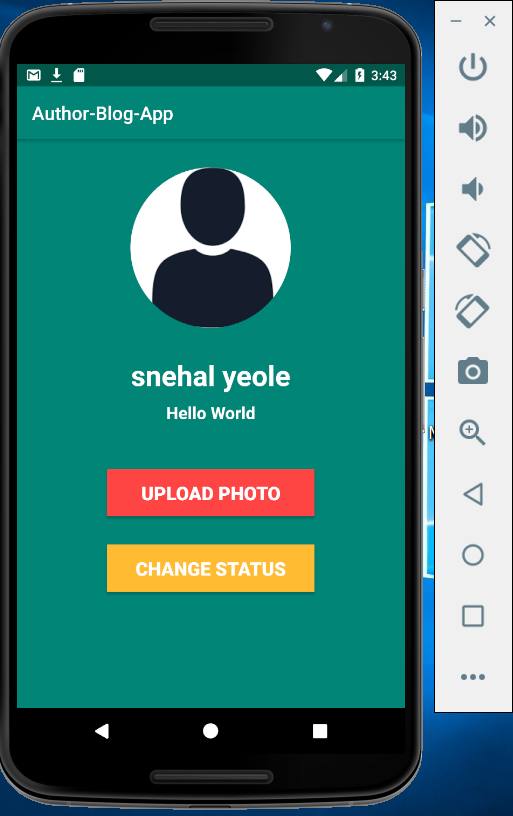 3:43
Author-Blog-App
snehal yeole
Hello World
UPLOAD PHOTO
CHANGE STATUS